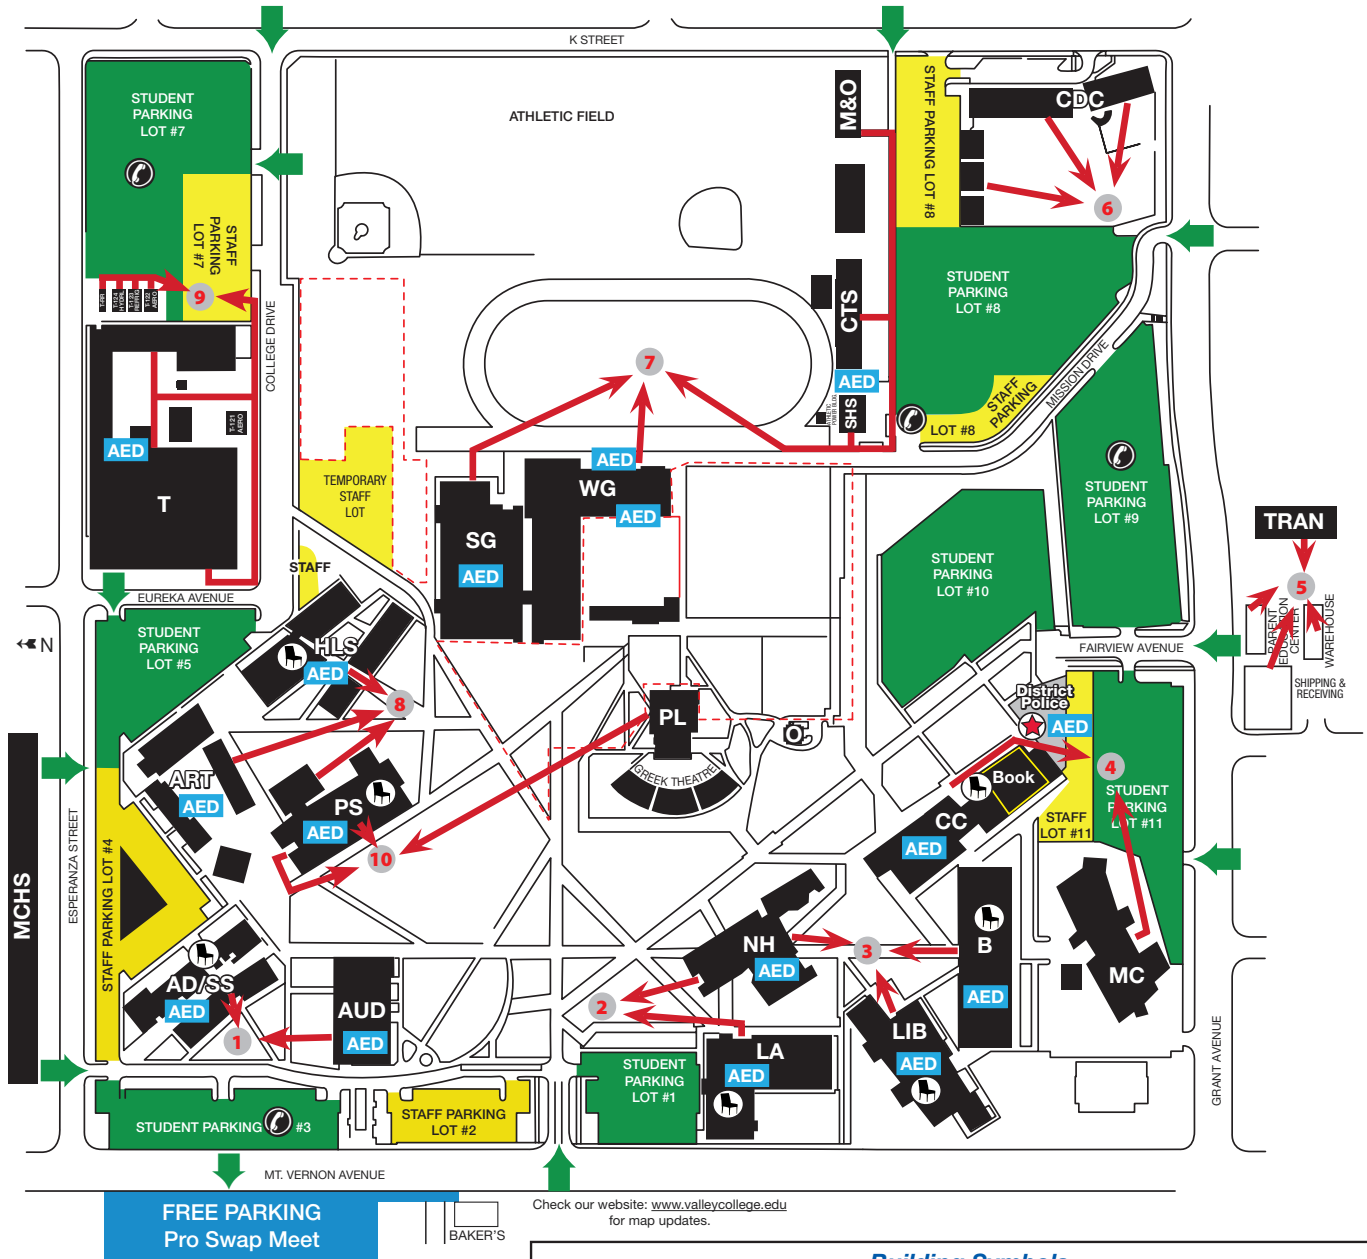 K STREET
STUDENT
PARKING
LOT #7
ATHLETIC FIELD
M&O
STAFF PARKING LOT #8
CDC
6
STAFF
PARKING
LOT #7
9
T-122
AERO
COLLEGE DRIVE
CTS
STUDENT
PARKING
LOT #8
7
AED
SHS
STAFF
PARKING
LOT #8
MISSION DRIVE
T-121
AERO
AED
T
TEMPORARY
STAFF
LOT
AED
WG
AED
SG
AED
STUDENT
PARKING
LOT #9
TRAN
5
PARENT
EDUCATION
CENTER
WAREHOUSE
SHIPPING &
RECEIVING
STUDENT
PARKING
LOT #10
STAFF
EUREKA AVENUE
N
STUDENT
PARKING
LOT #5
HLS
AED
8
FAIRVIEW AVENUE
District
Police
AED
PL
O
GREEK THEATRE
4
Book
STUDENT
PARKING
LOT #11
STAFF
LOT #11
ART
AED
PS
AED
10
CC
AED
MCHS
ESPERANZA STREET
STAFF PARKING LOT #4
NH
AED
3
B
AED
MC
AD/SS
AED
1
AUD
AED
2
LIB
AED
LA
AED
STUDENT
PARKING
LOT #1
GRANT AVENUE
STUDENT PARKING #3
STAFF PARKING
LOT #2
MT. VERNON AVENUE
FREE PARKING
Pro Swap Meet
BAKER'S
Check our website: www.valleycollege.edu
for map updates.
Building Symbols